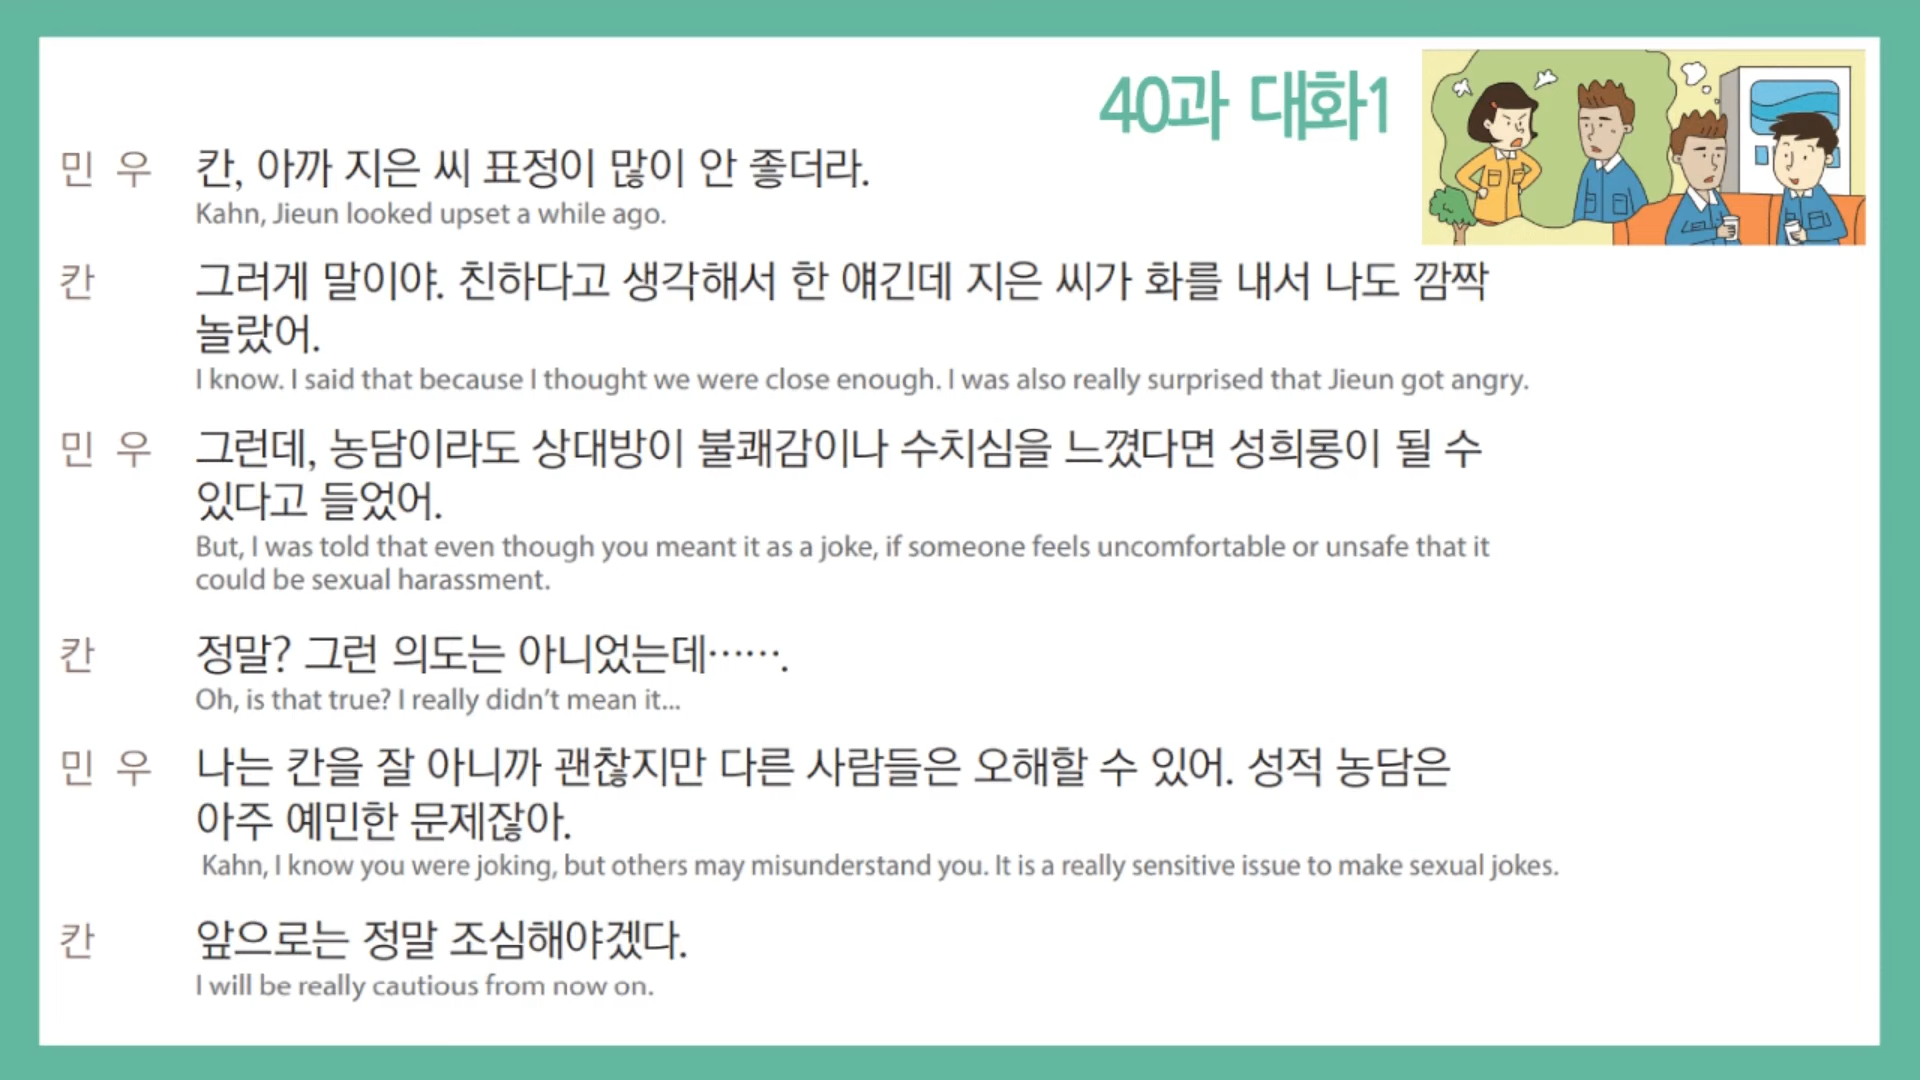 40과 대화1
민 우 칸, 아까 지은 씨 표정이 많이 안 좋더라.
Kahn, Jieun looked upset a while ago.
칸 그러게 말이야. 친하다고 생각해서 한 얘긴데 지은 씨가 화를 내서 나도 깜짝
놀랐어.
I know. I said that because I thought we were close enough. I was also really surprised that Jieun got angry.
민 우 그런데, 농담이라도 상대방이 불쾌감이나 수치심을 느꼈다면 성희롱이 될 수
있다고 들었어.
But, I was told that even though you meant it as a joke, if someone feels uncomfortable or unsafe that it
could be sexual harassment.
칸 정말? 그런 의도는 아니었는데…….
Oh, is that true? I really didn’t mean it...
민 우 나는 칸을 잘 아니까 괜찮지만 다른 사람들은 오해할 수 있어. 성적 농담은
아주 예민한 문제잖아.
Kahn, I know you were joking, but others may misunderstand you. It is a really sensitive issue to make sexual jokes.
칸 앞으로는 정말 조심해야겠다.
I will be really cautious from now on.